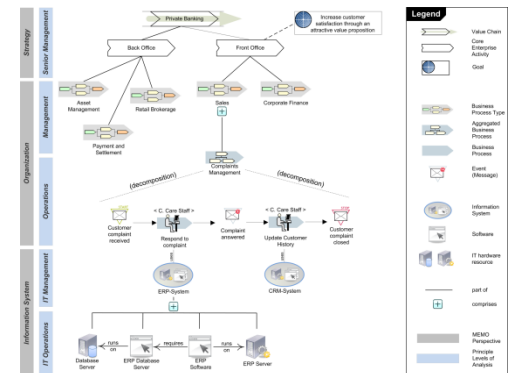 Strategy
Senior Management
Organization
Management
Operations
Information System
IT Management
IT Operations
Private Banking
Increase customer
satisfaction through an
attractive value proposition
Back Office
Front Office
Asset
Management
Retail Brokerage
Sales
Corporate Finance
Payment and
Settlement
Complaints
Management
(decomposition)
(decomposition)
< C. Care Staff >
< C. Care Staff >
Customer
complaint
received
Respond to
complaint
Complaint
answered
Update Customer
History
Customer
complaint
closed
ERP-System
CRM-System
runs
on
requires
runs
on
Database
Server
ERP Database
Server
ERP
Software
ERP Server
Legend
Value Chain
Core
Enterprise
Activity
Goal
Business
Process Type
Aggregated
Business
Process
Business
Process
Event
(Message)
Information
System
Software
IT hardware
resource
part of
comprises
MEMO
Perspective
Principle
Levels of
Analysis